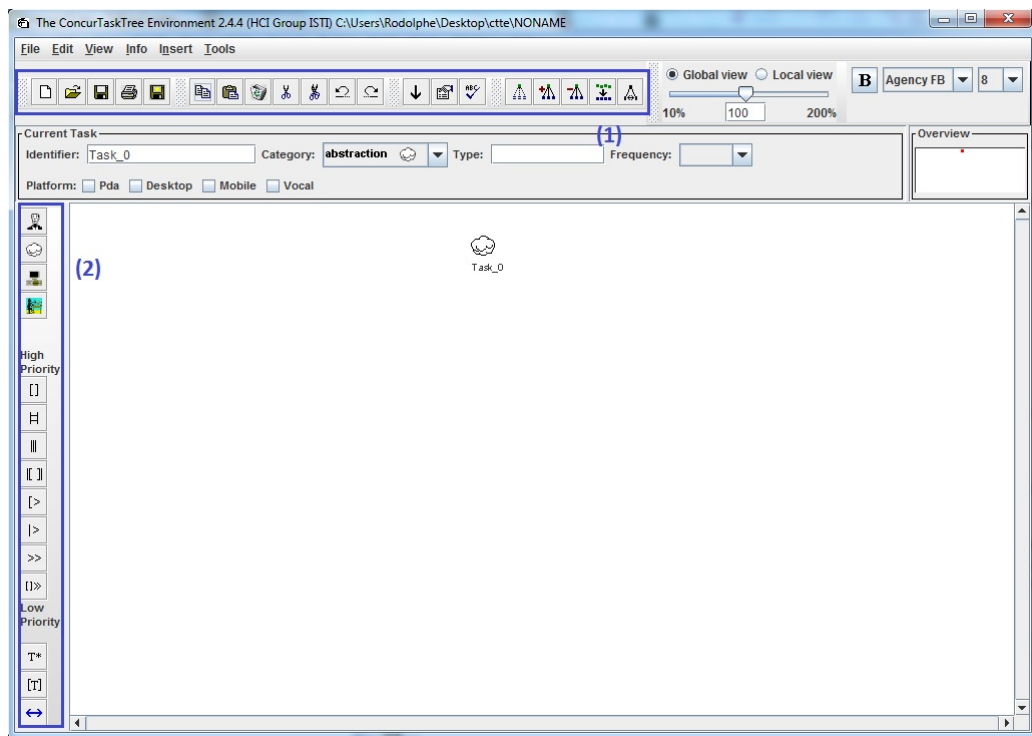 The ConcurTaskTree Environment 2.4.4 (HCI Group ISTI) C:\Users\Rodolphe\Desktop\ctte\NONAME
File Edit View Info Insert Tools
ABC
Global view Local view
B Agency FB 8
10% 100 200%
(1)
Current Task
Overview
Identifier: Task_0 Category: abstraction Type: Frequency:
Platform: Pda Desktop Mobile Vocal
(2)
Task_0
High
Priority
[]
|=|
|||
|[]|
[>
|>
>>
[]>>
Low
Priority
T*
[T]